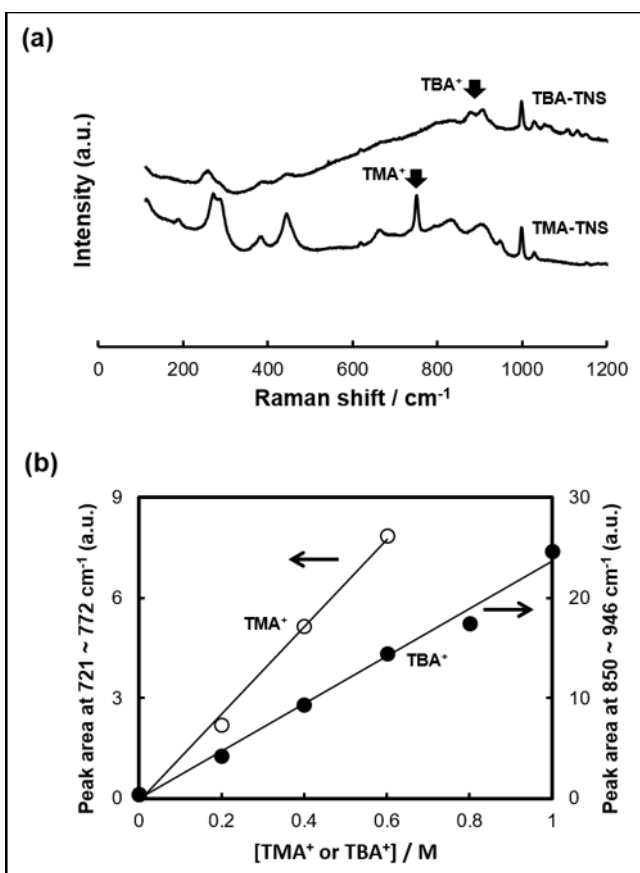 (a)
Intensity (a.u.)
TBA⁺
TBA-TNS
TMA⁺
TMA-TNS
0 200 400 600 800 1000 1200
Raman shift / cm⁻¹
(b)
Peak area at 721 ~ 772 cm⁻¹ (a.u.)
9
6
3
0
TMA⁺
TBA⁺
30
20
10
0
Peak area at 850 ~ 946 cm⁻¹ (a.u.)
0 0.2 0.4 0.6 0.8 1
[TMA⁺ or TBA⁺] / M